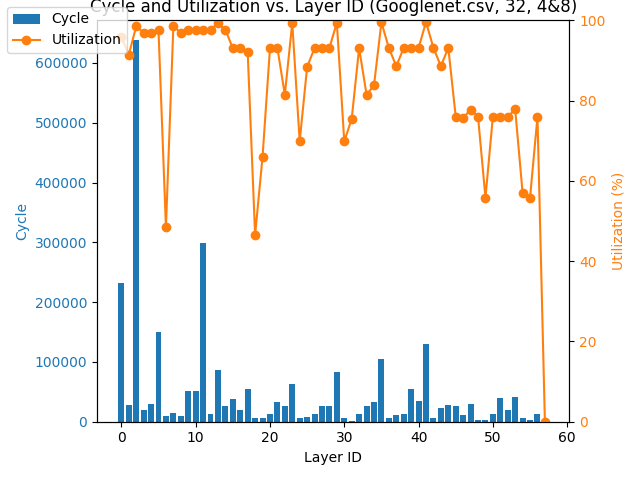 Cycle and Utilization vs. Layer ID (Googlenet.csv, 32, 4&8)
Cycle
Utilization
600000
500000
400000
300000
200000
100000
0
Cycle
100
80
60
40
20
0
Utilization (%)
0 10 20 30 40 50 60
Layer ID